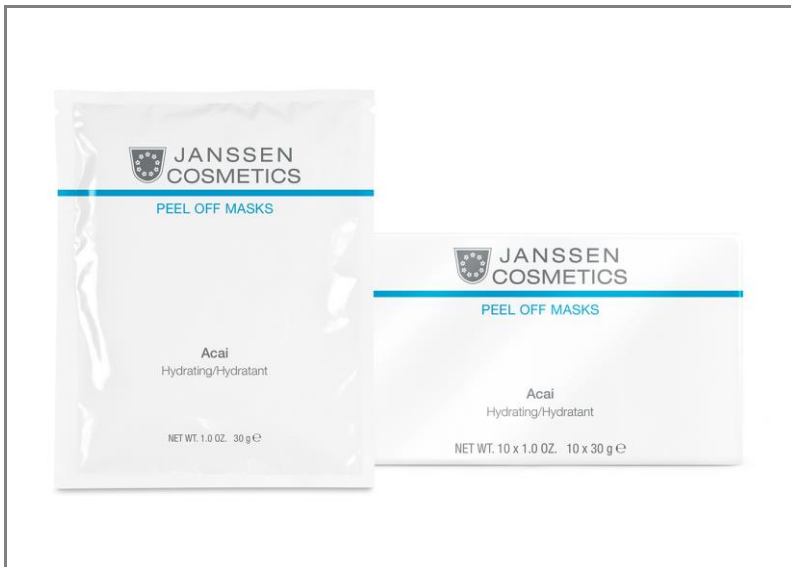 JANSSEN
COSMETICS
PEEL OFF MASKS
Acai
Hydrating/Hydratant
NET WT. 1.0 OZ. 30 g ℮
JANSSEN
COSMETICS
PEEL OFF MASKS
Acai
Hydrating/Hydratant
NET WT. 10 x 1.0 OZ. 10 x 30 g ℮